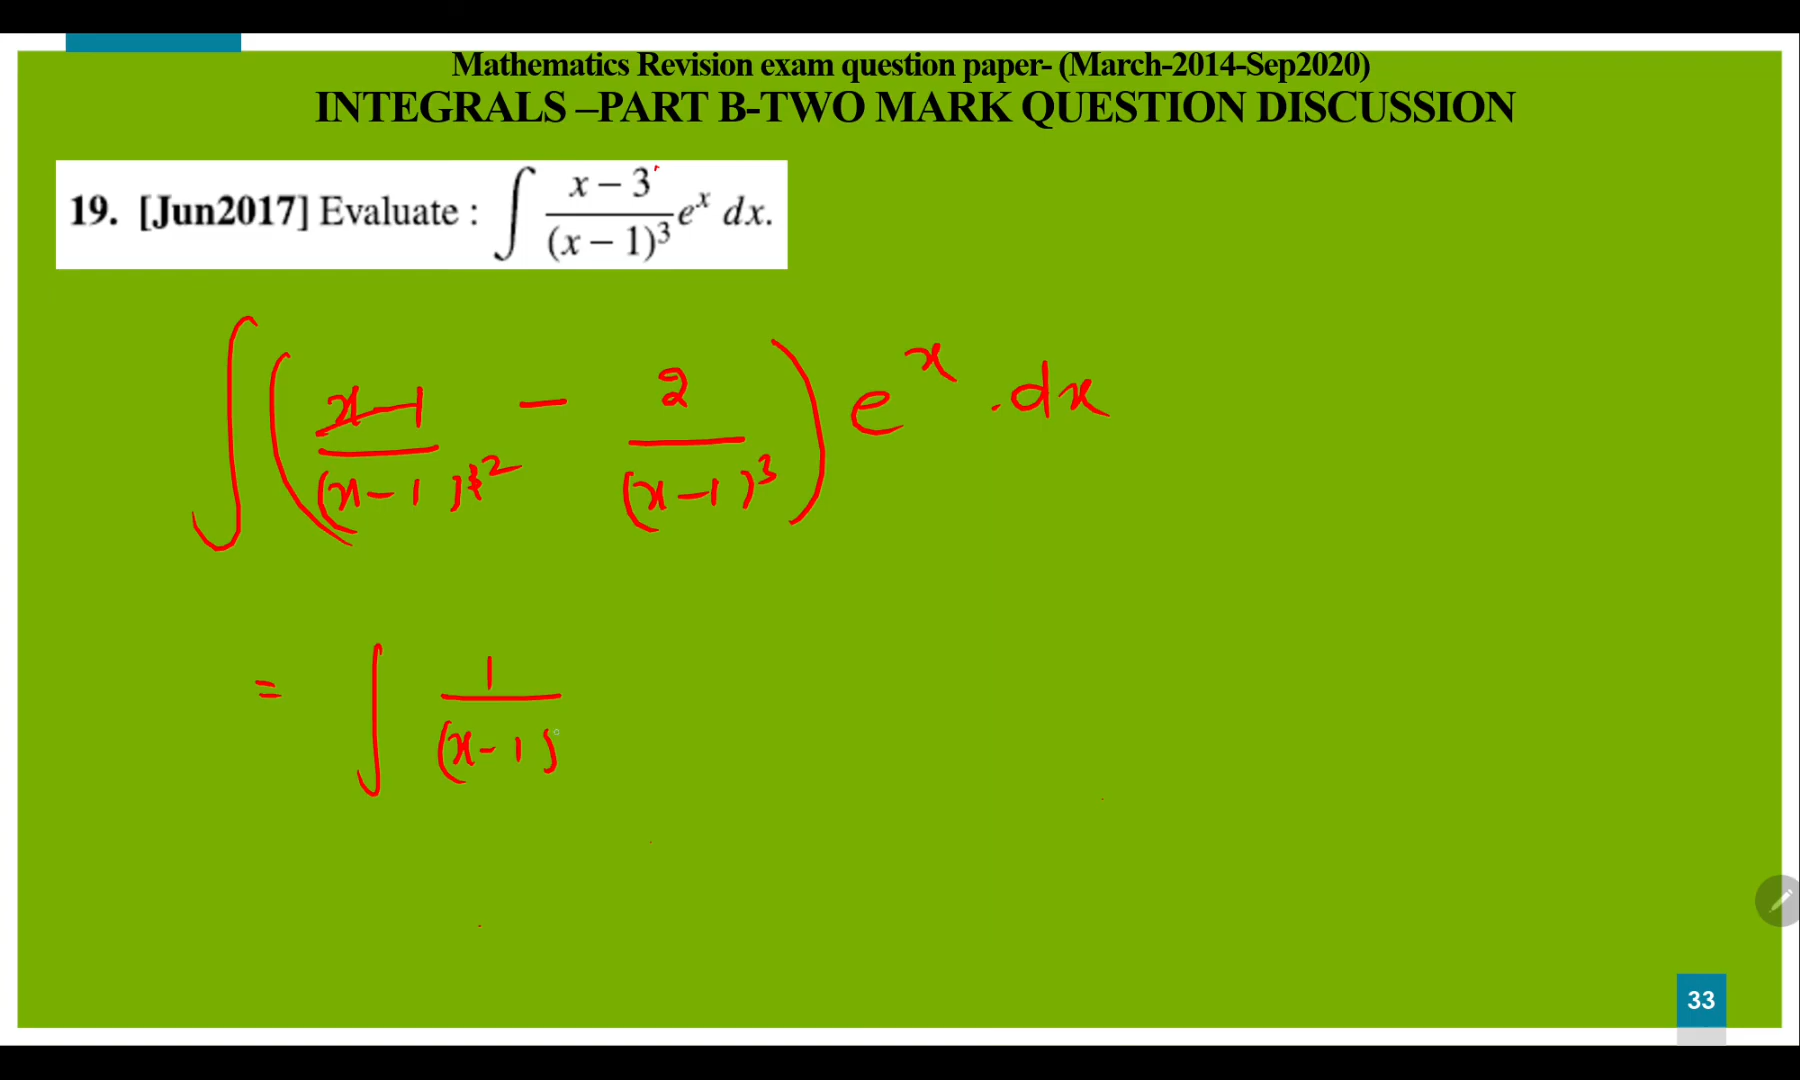 Mathematics Revision exam question paper- (March-2014-Sep2020)
INTEGRALS –PART B-TWO MARK QUESTION DISCUSSION
19. [Jun2017] Evaluate : ∫ (x − 3)/(x − 1)³ eˣ dx.
∫ ( (x-1)/(x-1)² − 2/(x-1)³ ) eˣ . dx
= ∫ 1/(x-1)
33